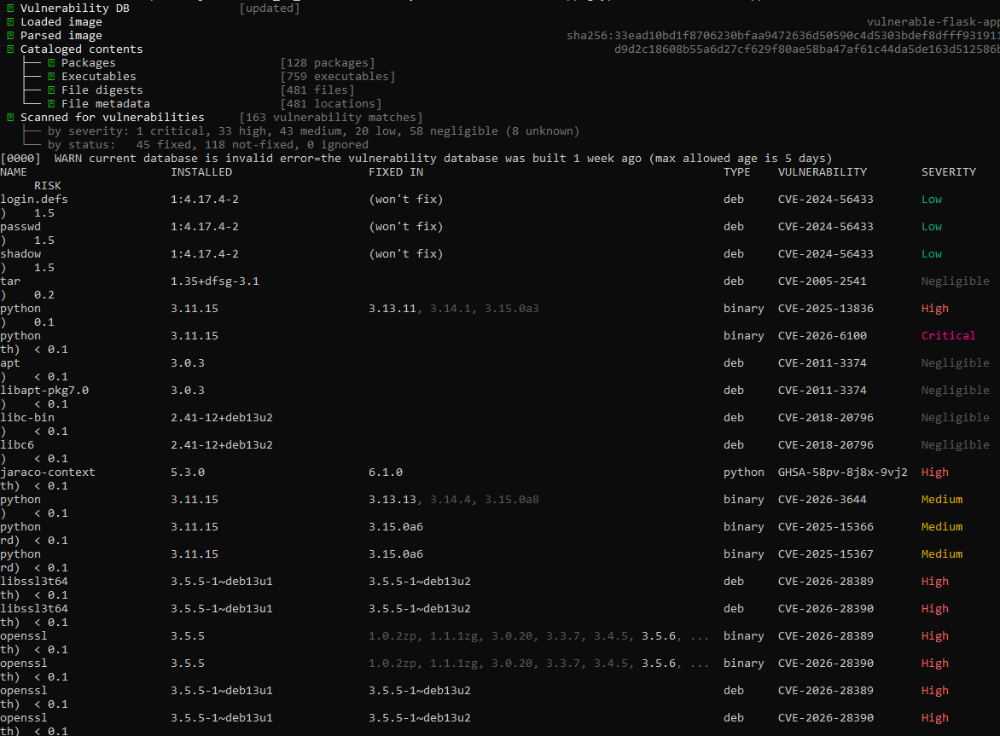 Vulnerability DB [updated]
Loaded image vulnerable-flask-app
Parsed image sha256:33ead10bd1f8706230bfaa9472636d50590c4d5303bdef8dfff931911
Cataloged contents d9d2c18608b55a6d27cf629f80ae58ba47af61c44da5de163d512586b
├── Packages [128 packages]
├── Executables [759 executables]
├── File digests [481 files]
└── File metadata [481 locations]
Scanned for vulnerabilities [163 vulnerability matches]
├── by severity: 1 critical, 33 high, 43 medium, 20 low, 58 negligible (8 unknown)
└── by status: 45 fixed, 118 not-fixed, 0 ignored
[0000] WARN current database is invalid error=the vulnerability database was built 1 week ago (max allowed age is 5 days)
NAME INSTALLED FIXED IN TYPE VULNERABILITY SEVERITY
RISK
login.defs 1:4.17.4-2 (won't fix) deb CVE-2024-56433 Low
) 1.5
passwd 1:4.17.4-2 (won't fix) deb CVE-2024-56433 Low
) 1.5
shadow 1:4.17.4-2 (won't fix) deb CVE-2024-56433 Low
) 1.5
tar 1.35+dfsg-3.1 deb CVE-2005-2541 Negligible
) 0.2
python 3.11.15 3.13.11, 3.14.1, 3.15.0a3 binary CVE-2025-13836 High
) 0.1
python 3.11.15 binary CVE-2026-6100 Critical
th) < 0.1
apt 3.0.3 deb CVE-2011-3374 Negligible
) < 0.1
libapt-pkg7.0 3.0.3 deb CVE-2011-3374 Negligible
) < 0.1
libc-bin 2.41-12+deb13u2 deb CVE-2018-20796 Negligible
) < 0.1
libc6 2.41-12+deb13u2 deb CVE-2018-20796 Negligible
) < 0.1
jaraco-context 5.3.0 6.1.0 python GHSA-58pv-8j8x-9vj2 High
th) < 0.1
python 3.11.15 3.13.13, 3.14.4, 3.15.0a8 binary CVE-2026-3644 Medium
) < 0.1
python 3.11.15 3.15.0a6 binary CVE-2025-15366 Medium
rd) < 0.1
python 3.11.15 3.15.0a6 binary CVE-2025-15367 Medium
rd) < 0.1
libssl3t64 3.5.5-1~deb13u1 3.5.5-1~deb13u2 deb CVE-2026-28389 High
th) < 0.1
libssl3t64 3.5.5-1~deb13u1 3.5.5-1~deb13u2 deb CVE-2026-28390 High
th) < 0.1
openssl 3.5.5 1.0.2zp, 1.1.1zg, 3.0.20, 3.3.7, 3.4.5, 3.5.6, ... binary CVE-2026-28389 High
th) < 0.1
openssl 3.5.5 1.0.2zp, 1.1.1zg, 3.0.20, 3.3.7, 3.4.5, 3.5.6, ... binary CVE-2026-28390 High
th) < 0.1
openssl 3.5.5-1~deb13u1 3.5.5-1~deb13u2 deb CVE-2026-28389 High
th) < 0.1
openssl 3.5.5-1~deb13u1 3.5.5-1~deb13u2 deb CVE-2026-28390 High
th) < 0.1